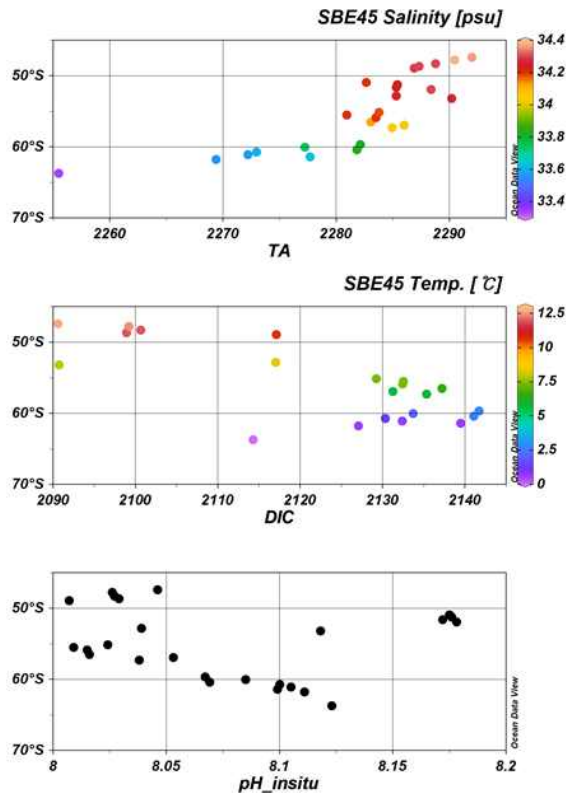 SBE45 Salinity [psu]
50°S
60°S
70°S
2260
2270
2280
2290
TA
34.4
34.2
34
33.8
33.6
33.4
Ocean Data View
SBE45 Temp. [℃]
50°S
60°S
70°S
2090
2100
2110
2120
2130
2140
DIC
12.5
10
7.5
5
2.5
0
Ocean Data View
50°S
60°S
70°S
8
8.05
8.1
8.15
8.2
pH_insitu
Ocean Data View